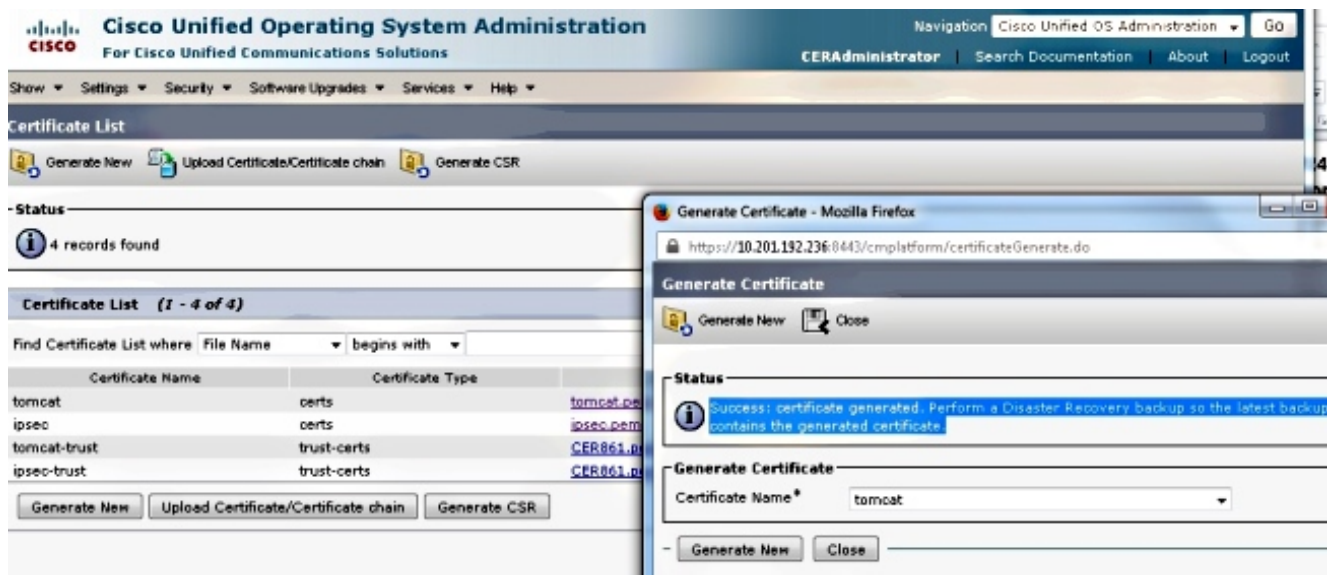 CISCO
Cisco Unified Operating System Administration
For Cisco Unified Communications Solutions
Navigation Cisco Unified OS Administration Go
CERAdministrator Search Documentation About Logout
Show Settings Security Software Upgrades Services Help
Certificate List
Generate New Upload Certificate/Certificate chain Generate CSR
Status
4 records found
Certificate List (1 - 4 of 4)
Find Certificate List where File Name begins with
Certificate Name Certificate Type
tomcat certs tomcat.pe
ipsec certs ipsec.pem
tomcat-trust trust-certs CER861.p
ipsec-trust trust-certs CER861.p
Generate New Upload Certificate/Certificate chain Generate CSR
Generate Certificate - Mozilla Firefox
https://10.201.192.236:8443/cmplatform/certificateGenerate.do
Generate Certificate
Generate New Close
Status
Success: certificate generated. Perform a Disaster Recovery backup so the latest backup
contains the generated certificate.
Generate Certificate
Certificate Name* tomcat
Generate New Close